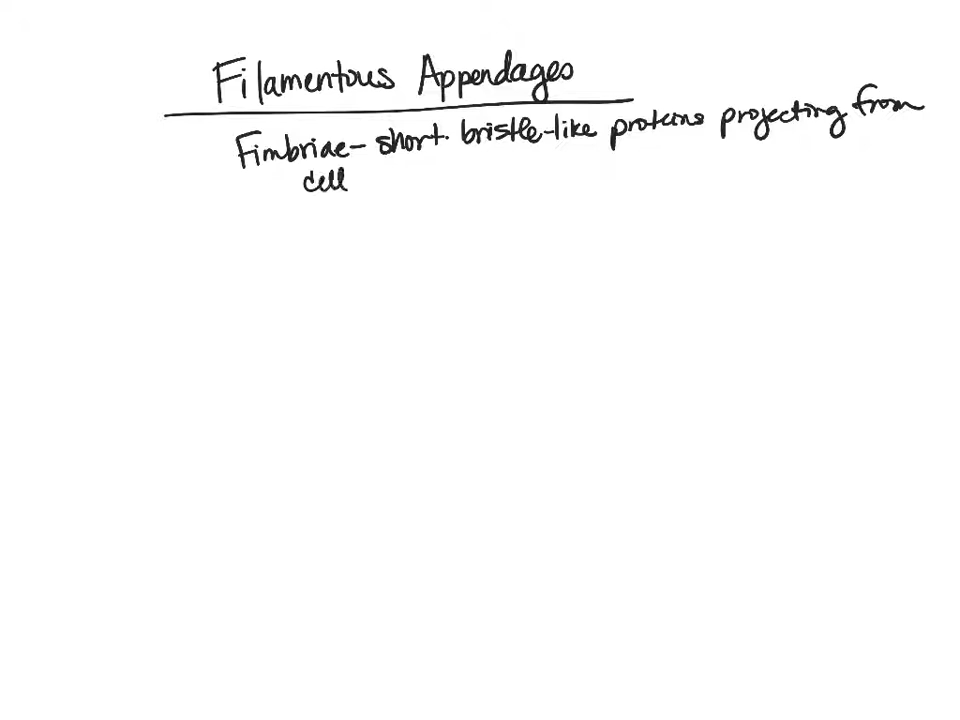 Filamentous Appendages
Fimbriae- short bristle-like proteins projecting from
cell